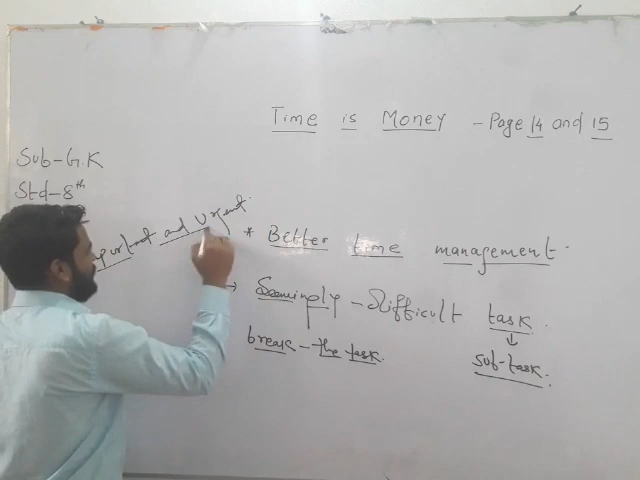 Time is Money - Page 14 and 15
Sub-G.K
Std-8th
and Urgent.
* Better time management.
→ Seemingly - difficult task.
↓
break - the task.
sub-task.